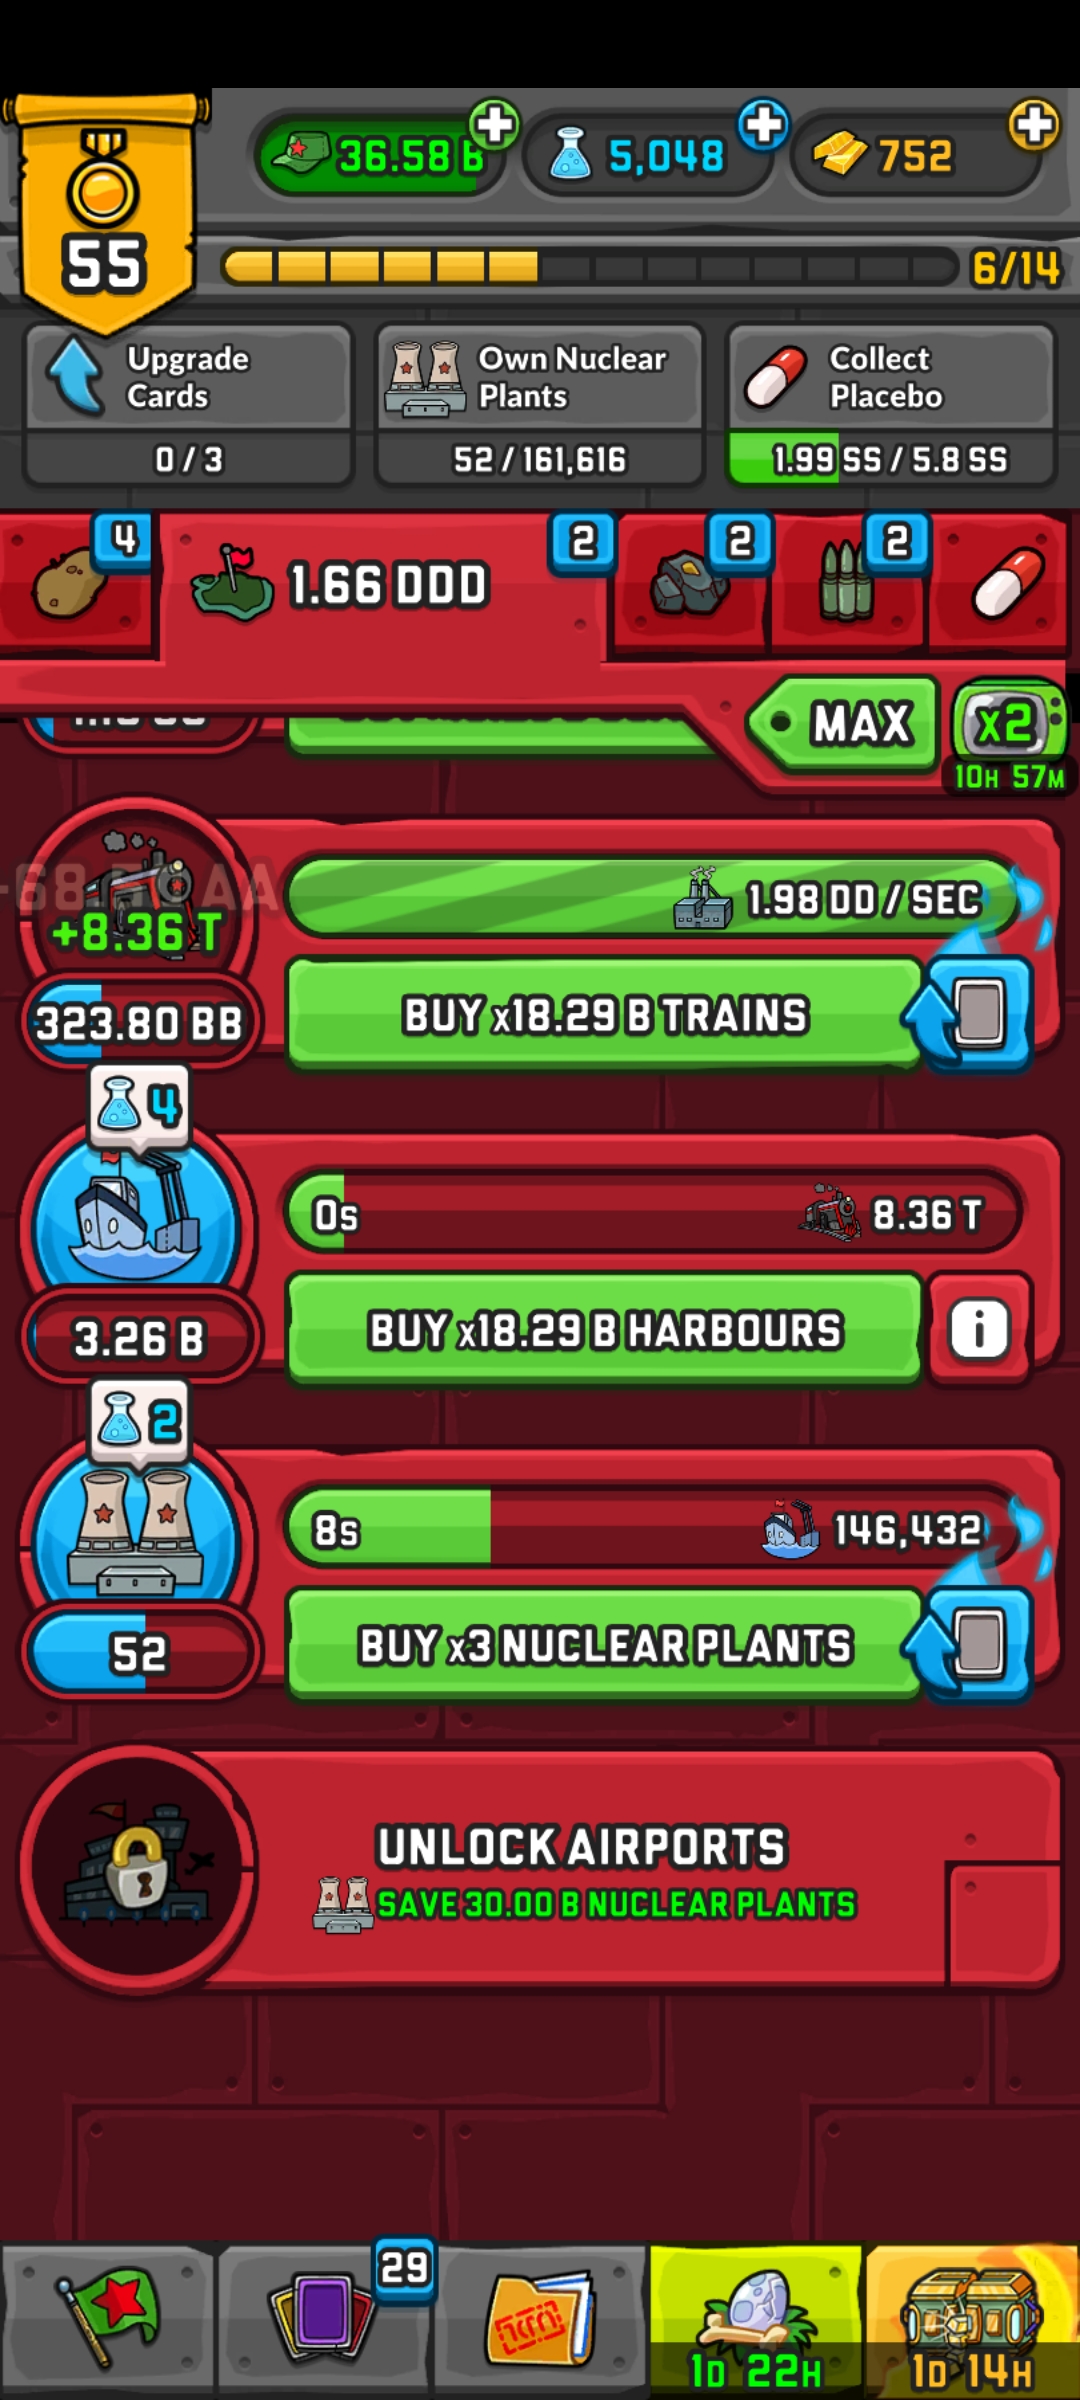 36.58 B
5,048
752
55
6/14
Upgrade
Cards
0 / 3
Own Nuclear
Plants
52 / 161,616
Collect
Placebo
1.99 SS / 5.8 SS
4
1.66 DDD
2
2
2
MAX
x2
10H 57M
+8.36 T
1.98 DD / SEC
323.80 BB
BUY x18.29 B TRAINS
4
0s
8.36 T
3.26 B
BUY x18.29 B HARBOURS
i
2
8s
146,432
52
BUY x3 NUCLEAR PLANTS
UNLOCK AIRPORTS
SAVE 30.00 B NUCLEAR PLANTS
29
1D 22H
1D 14H